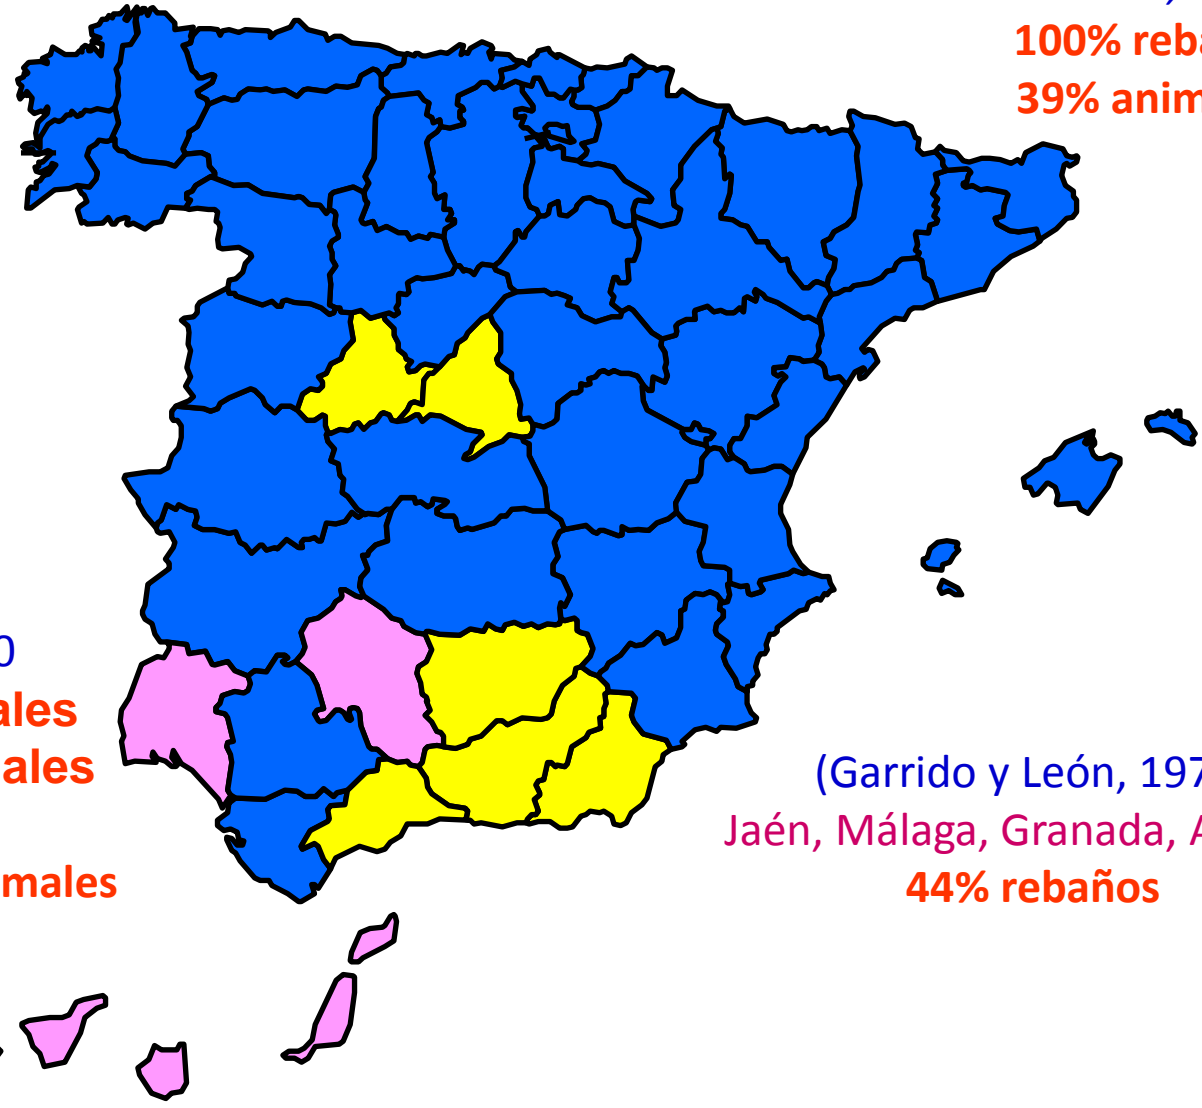 100% reba
39% anim
0
ales
ales
males
(Garrido y León, 197
Jaén, Málaga, Granada, A
44% rebaños